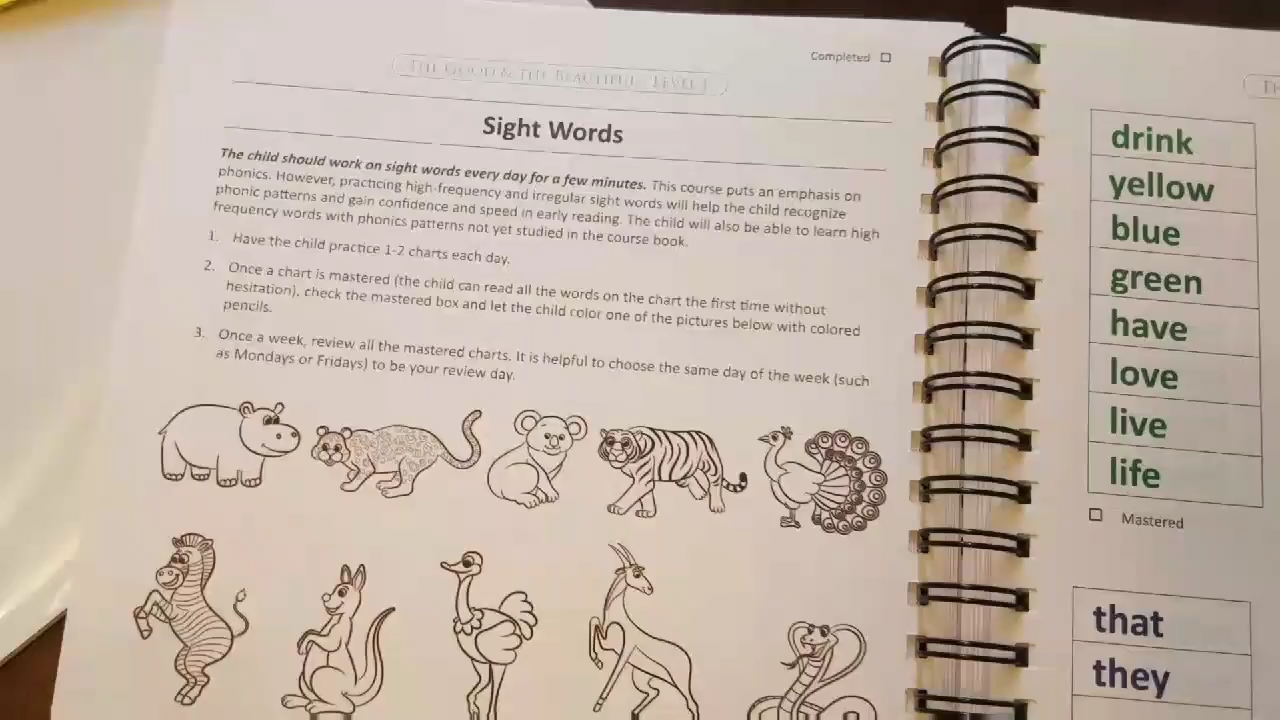 Completed
THE GOOD & THE BEAUTIFUL - LEVEL 1
Sight Words
The child should work on sight words every day for a few minutes. This course puts an emphasis on
phonics. However, practicing high-frequency and irregular sight words will help the child recognize
phonic patterns and gain confidence and speed in early reading. The child will also be able to learn high
frequency words with phonics patterns not yet studied in the course book.
1. Have the child practice 1-2 charts each day.
2. Once a chart is mastered (the child can read all the words on the chart the first time without
hesitation), check the mastered box and let the child color one of the pictures below with colored
pencils.
3. Once a week, review all the mastered charts. It is helpful to choose the same day of the week (such
as Mondays or Fridays) to be your review day.
drink
yellow
blue
green
have
love
live
life
Mastered
that
they